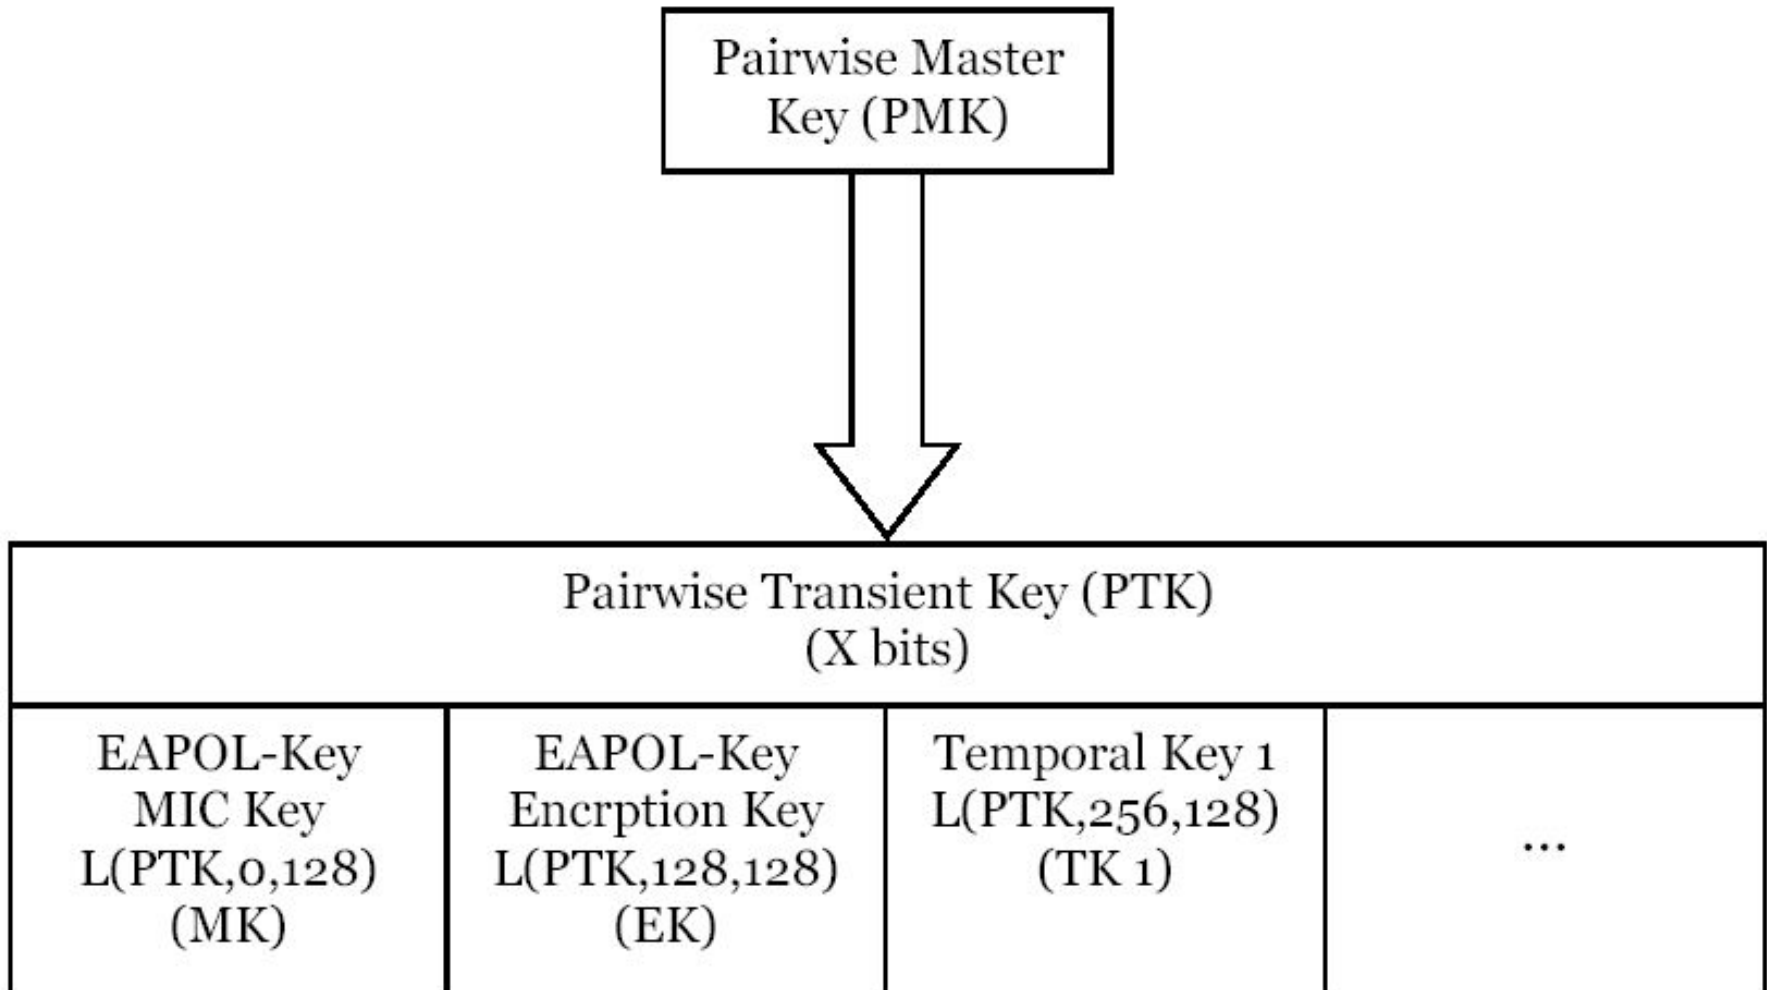 Pairwise Master
Key (PMK)
Pairwise Transient Key (PTK)
(X bits)
EAPOL-Key
MIC Key
L(PTK,0,128)
(MK)
EAPOL-Key
Encrption Key
L(PTK,128,128)
(EK)
Temporal Key 1
L(PTK,256,128)
(TK 1)
...